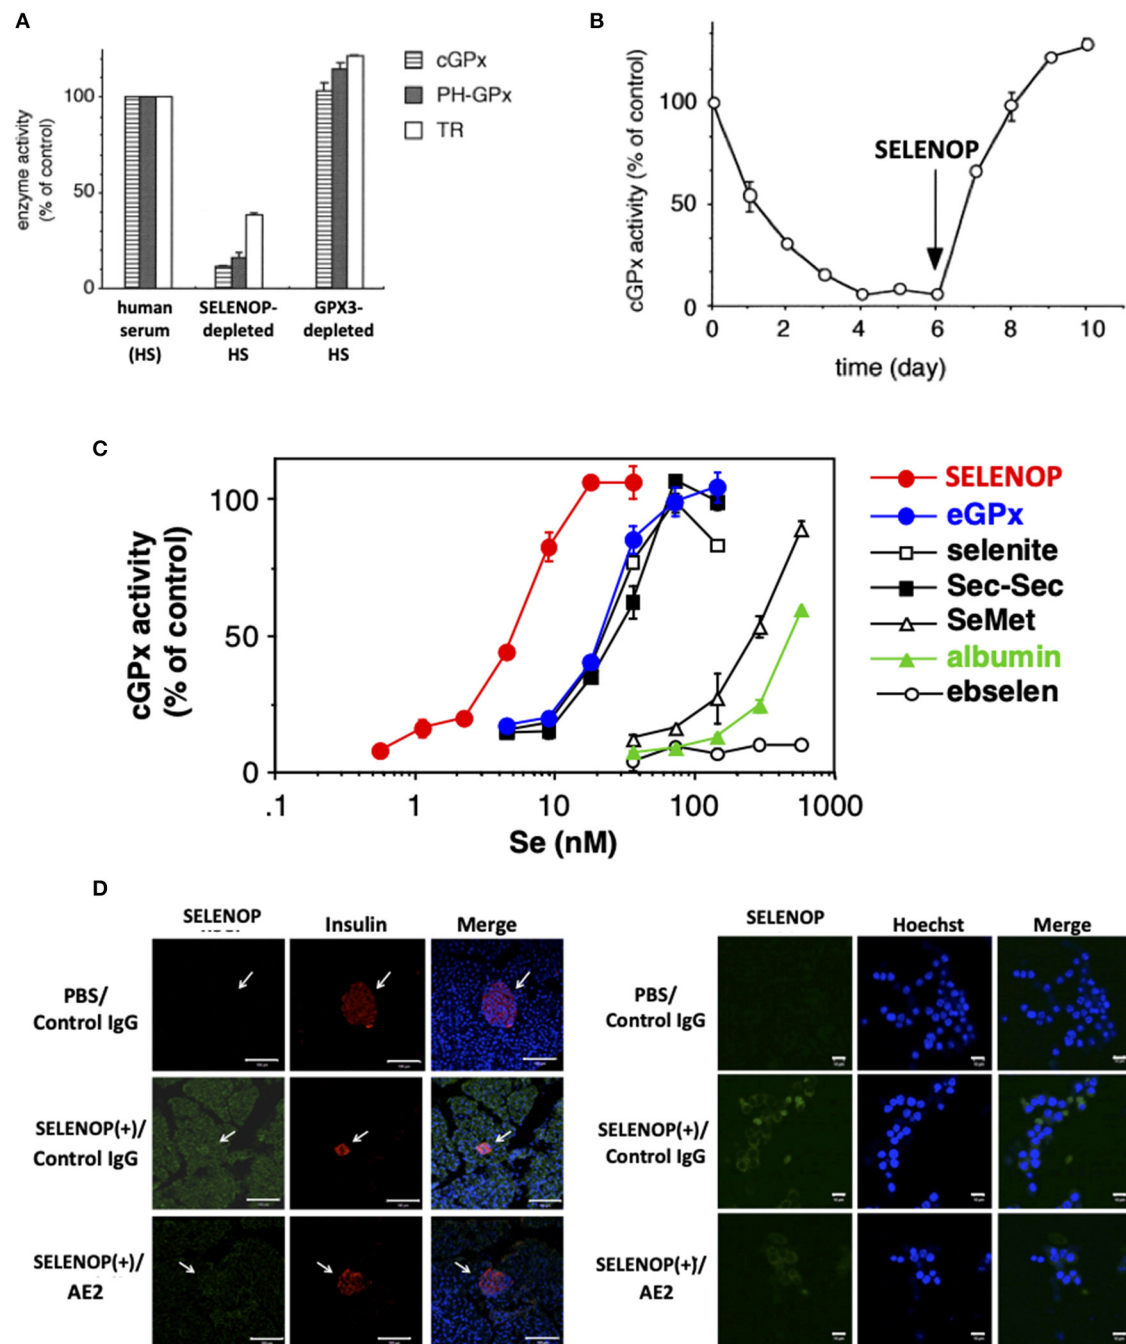 A
enzyme activity
(% of control)
100
50
0
human
serum
(HS)
SELENOP-
depleted
HS
GPX3-
depleted
HS
cGPx
PH-GPx
TR
B
cGPx activity (% of control)
100
50
0
SELENOP
0
2
4
6
8
10
time (day)
C
cGPx activity
(% of control)
100
50
0
.1
1
10
100
1000
Se (nM)
SELENOP
eGPx
selenite
Sec-Sec
SeMet
albumin
ebselen
D
SELENOP
Insulin
Merge
PBS/
Control IgG
SELENOP(+)/
Control IgG
SELENOP(+)/
AE2
SELENOP
Hoechst
Merge
PBS/
Control IgG
SELENOP(+)/
Control IgG
SELENOP(+)/
AE2